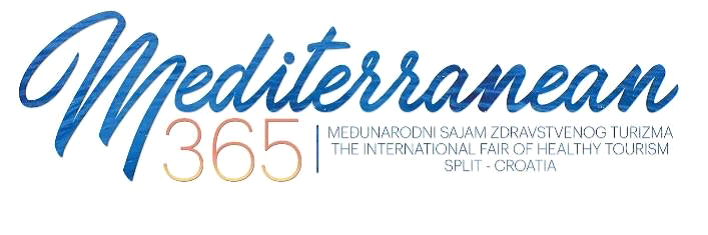 Mediterranean
365
MEĐUNARODNI SAJAM ZDRAVSTVENOG TURIZMA
THE INTERNATIONAL FAIR OF HEALTHY TOURISM
SPLIT - CROATIA